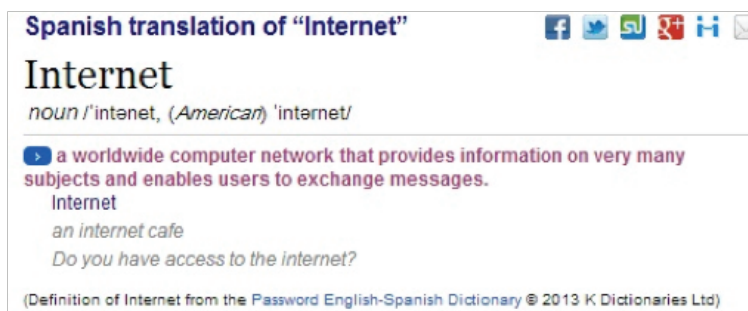 Spanish translation of “Internet”
Internet
noun /ˈintənet, (American) ˈintərnet/
a worldwide computer network that provides information on very many
subjects and enables users to exchange messages.
Internet
an internet cafe
Do you have access to the internet?
(Definition of Internet from the Password English-Spanish Dictionary © 2013 K Dictionaries Ltd)